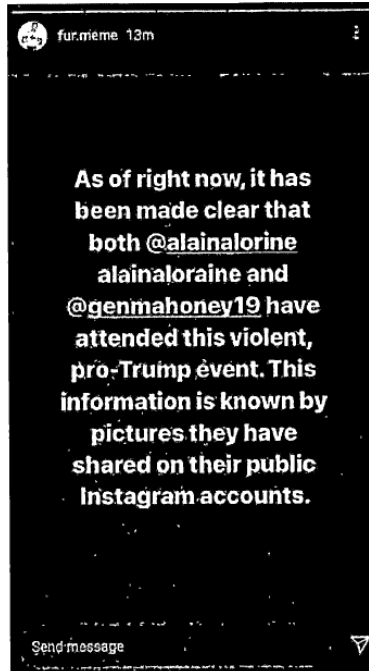 fur.meme 13m
As of right now, it has
been made clear that
both @alainalorine
alainaloraine and
@genmahoney19 have
attended this violent,
pro-Trump event. This
information is known by
pictures they have
shared on their public
Instagram accounts.
Send message